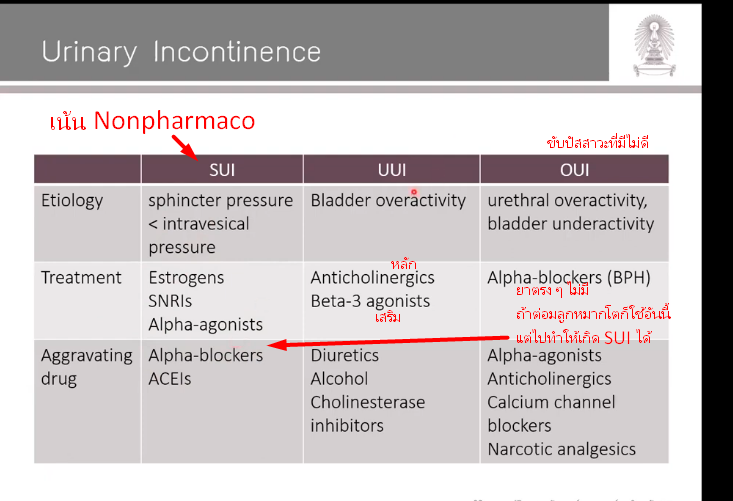 Urinary Incontinence
เน้น Nonpharmaco
ขับปัสสาวะที่มีไม่ดี
SUI UUI OUI
Etiology
sphincter pressure
< intravesical
pressure
Bladder overactivity
urethral overactivity,
bladder underactivity
Treatment
Estrogens
SNRIs
Alpha-agonists
หลัก
Anticholinergics
Beta-3 agonists
เสริม
Alpha-blockers (BPH)
ยาตรงๆ ไม่มี
ถ้าต่อมลูกหมากโตก็ใช้อันนี้
แต่ไปทำให้เกิด SUI ได้
Aggravating
drug
Alpha-blockers
ACEIs
Diuretics
Alcohol
Cholinesterase
inhibitors
Alpha-agonists
Anticholinergics
Calcium channel
blockers
Narcotic analgesics